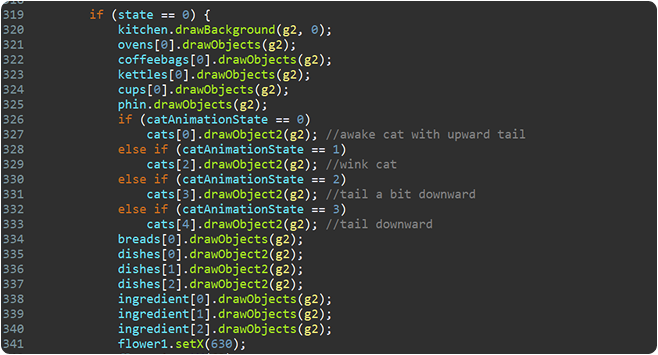 319 if (state == 0) {
320 kitchen.drawBackground(g2, 0);
321 ovens[0].drawObjects(g2);
322 coffeebags[0].drawObjects(g2);
323 kettles[0].drawObjects(g2);
324 cups[0].drawObjects(g2);
325 phin.drawObjects(g2);
326 if (catAnimationState == 0)
327 cats[0].drawObject2(g2); //awake cat with upward tail
328 else if (catAnimationState == 1)
329 cats[2].drawObject2(g2); //wink cat
330 else if (catAnimationState == 2)
331 cats[3].drawObject2(g2); //tail a bit downward
332 else if (catAnimationState == 3)
333 cats[4].drawObject2(g2); //tail downward
334 breads[0].drawObjects(g2);
335 dishes[0].drawObject2(g2);
336 dishes[1].drawObject2(g2);
337 dishes[2].drawObject2(g2);
338 ingredient[0].drawObjects(g2);
339 ingredient[1].drawObjects(g2);
340 ingredient[2].drawObjects(g2);
341 flower1.setX(630);